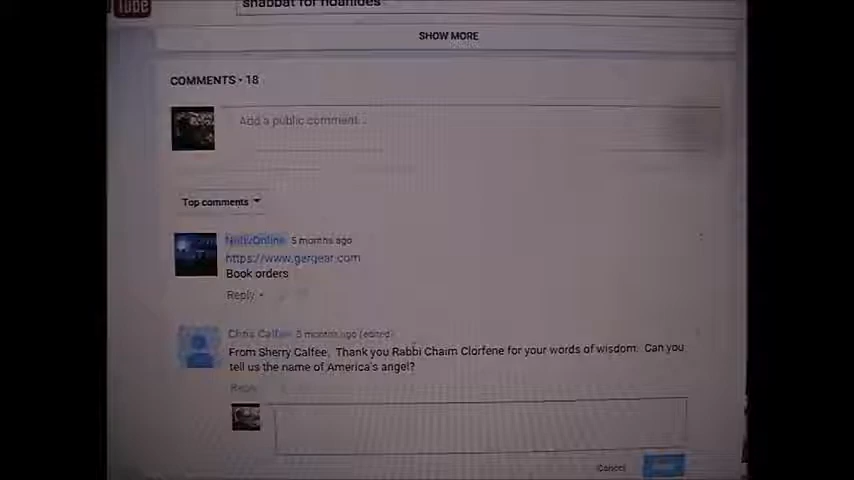 Tube
shabbat for noahides
SHOW MORE
COMMENTS • 18
Add a public comment...
Top comments
NetivOnline 5 months ago
https://www.gergear.com
Book orders
Reply •
Chris Calfee 5 months ago (edited)
From Sherry Calfee, Thank you Rabbi Chaim Clorfene for your words of wisdom. Can you
tell us the name of America's angel?
Reply
Cancel